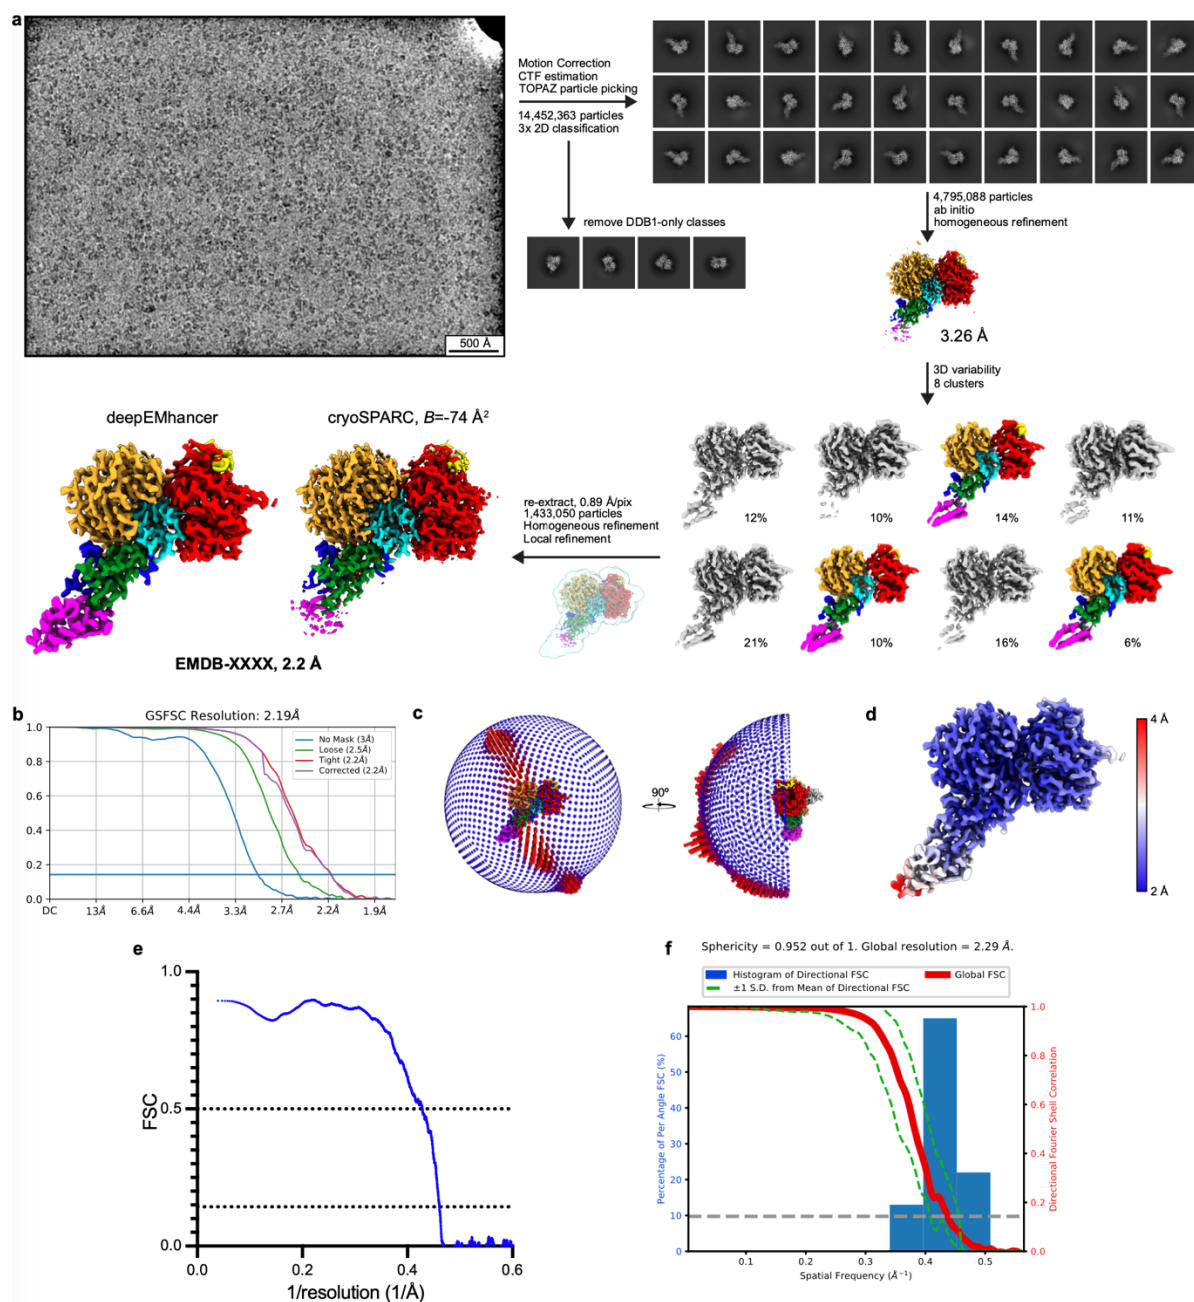 a
500 Å
Motion Correction
CTF estimation
TOPAZ particle picking
14,452,363 particles
3x 2D classification
remove DDB1-only classes
4,795,088 particles
ab initio
homogeneous refinement
3.26 Å
3D variability
8 clusters
12%
10%
14%
11%
21%
10%
16%
6%
re-extract, 0.89 Å/pix
1,433,050 particles
Homogeneous refinement
Local refinement
deepEMhancer
cryoSPARC, B=-74 Å²
EMDB-XXXX, 2.2 Å
b
GSFSC Resolution: 2.19Å
1.0
0.8
0.6
0.4
0.2
0.0
No Mask (3Å)
Loose (2.5Å)
Tight (2.2Å)
Corrected (2.2Å)
DC 13Å 6.6Å 4.4Å 3.3Å 2.7Å 2.2Å 1.9Å
c
90º
d
4 Å
2 Å
e
FSC
1.0
0.5
0.0
0.0 0.2 0.4 0.6
1/resolution (1/Å)
f
Sphericity = 0.952 out of 1. Global resolution = 2.29 Å.
Histogram of Directional FSC
Global FSC
±1 S.D. from Mean of Directional FSC
Percentage of Per Angle FSC (%)
60
50
40
30
20
10
0
1.0
0.8
0.6
0.4
0.2
0.0
Directional Fourier Shell Correlation
0.1 0.2 0.3 0.4 0.5
Spatial Frequency (Å⁻¹)